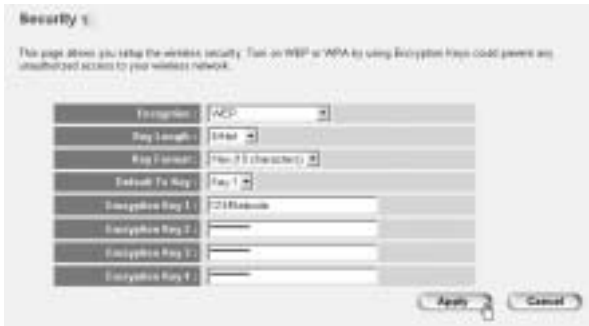 Security
This page allows you setup the wireless security. Turn on WEP or WPA by using Encryption Keys could prevent any
unauthorized access to your wireless network.
Encryption : WEP
Key Length : 64-bit
Key Format : Hex (10 characters)
Default Tx Key : Key 1
Encryption Key 1 :
Encryption Key 2 : **********
Encryption Key 3 : **********
Encryption Key 4 : **********
Apply Cancel